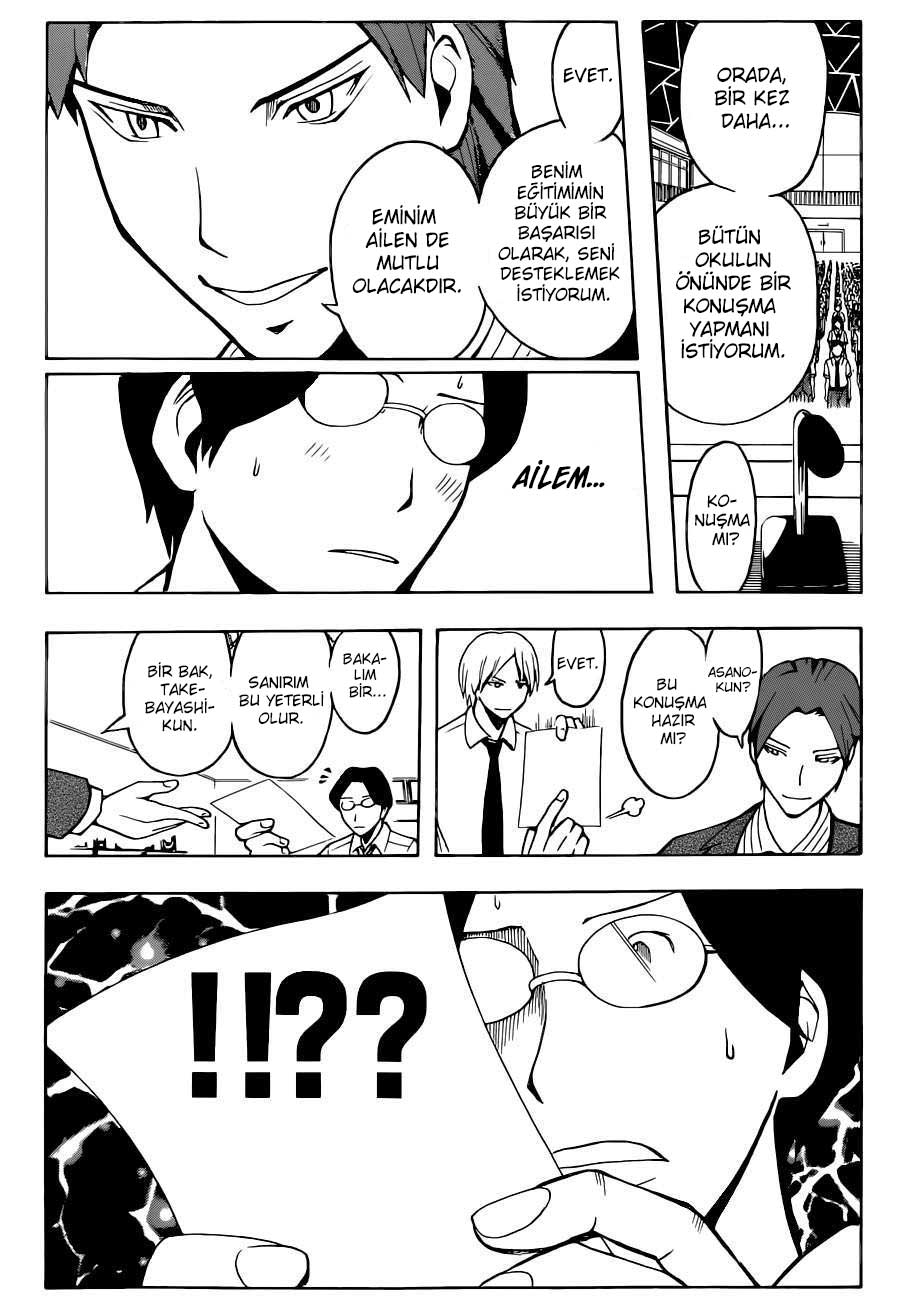 ORADA,
BİR KEZ
DAHA...
BÜTÜN
OKULUN
ÖNÜNDE BİR
KONUŞMA
YAPMANI
İSTİYORUM.
KO-
NUŞMA
MI?
EVET.
BENİM
EĞİTİMİMİN
BÜYÜK BİR
BAŞARISI
OLARAK, SENİ
DESTEKLEMEK
İSTİYORUM.
EMİNİM
AİLEN DE
MUTLU
OLACAKDIR.
AİLEM...
ASANO-
KUN?
BU
KONUŞMA
HAZIR
MI?
EVET.
BAKA-
LIM
BİR...
SANIRIM
BU YETERLİ
OLUR.
BİR BAK,
TAKE-
BAYASHİ-
KUN.
!!??